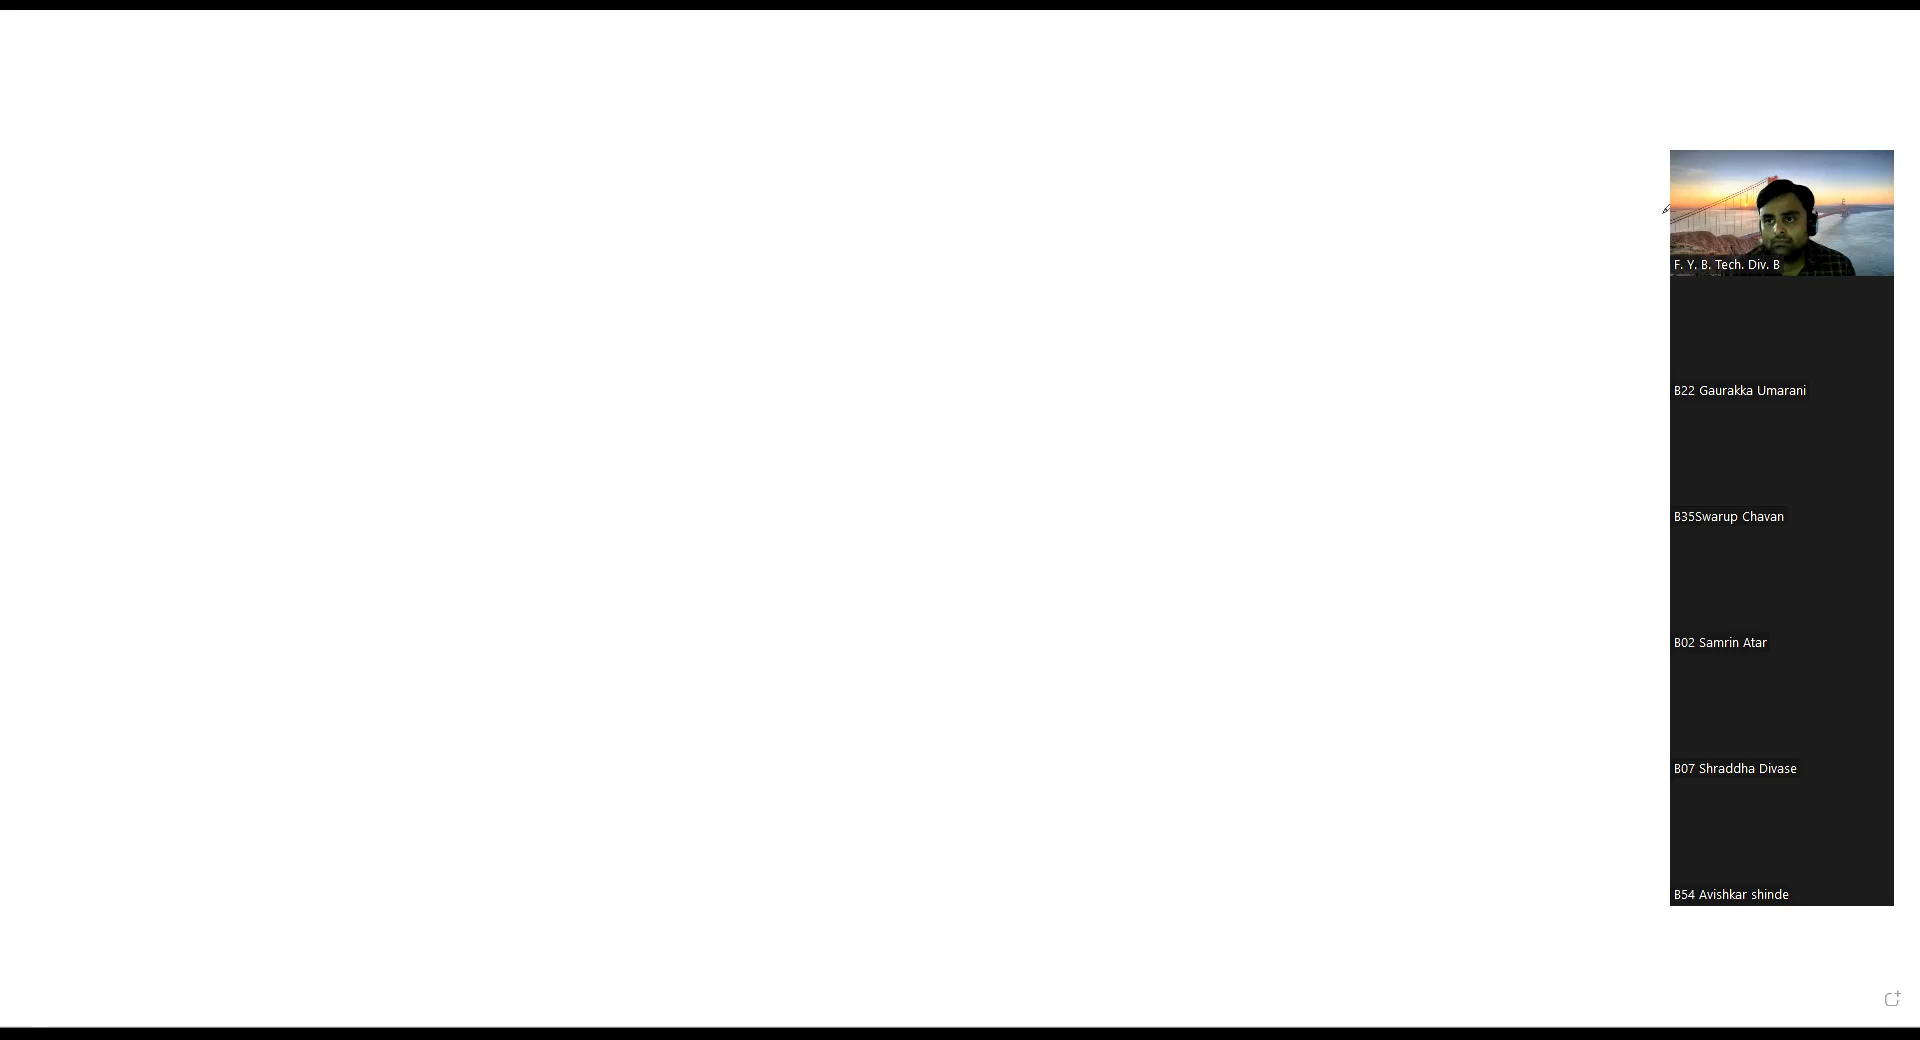 F. Y. B. Tech. Div. B
B22 Gaurakka Umarani
B35Swarup Chavan
B02 Samrin Atar
B07 Shraddha Divase
B54 Avishkar shinde